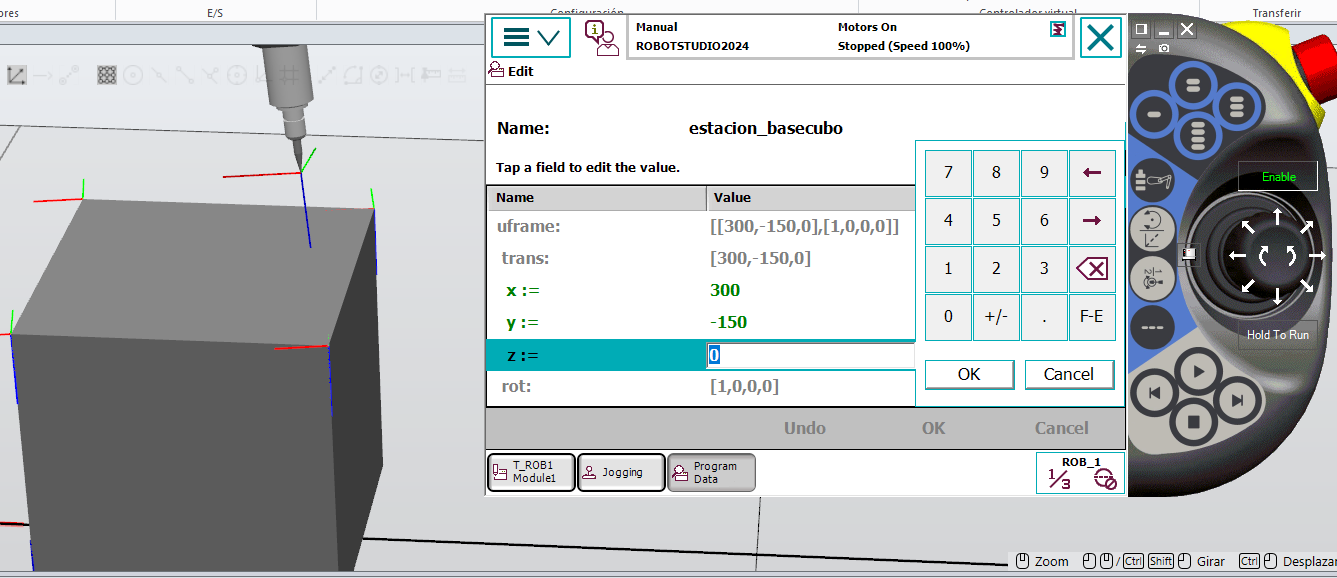 ores
E/S
Configuración
Controlador virtual
Transferir
Manual
ROBOTSTUDIO2024
Motors On
Stopped (Speed 100%)
Edit
Name:
estacion_basecubo
Tap a field to edit the value.
Name
Value
uframe:
[[300,-150,0],[1,0,0,0]]
trans:
[300,-150,0]
x :=
300
y :=
-150
z :=
0
rot:
[1,0,0,0]
7
8
9
4
5
6
1
2
3
0
+/-
.
F-E
OK
Cancel
Undo
OK
Cancel
T_ROB1
Module1
Jogging
Program
Data
ROB_1
1/3
Enable
Hold To Run
Zoom
/ Ctrl Shift Girar
Ctrl Desplazar